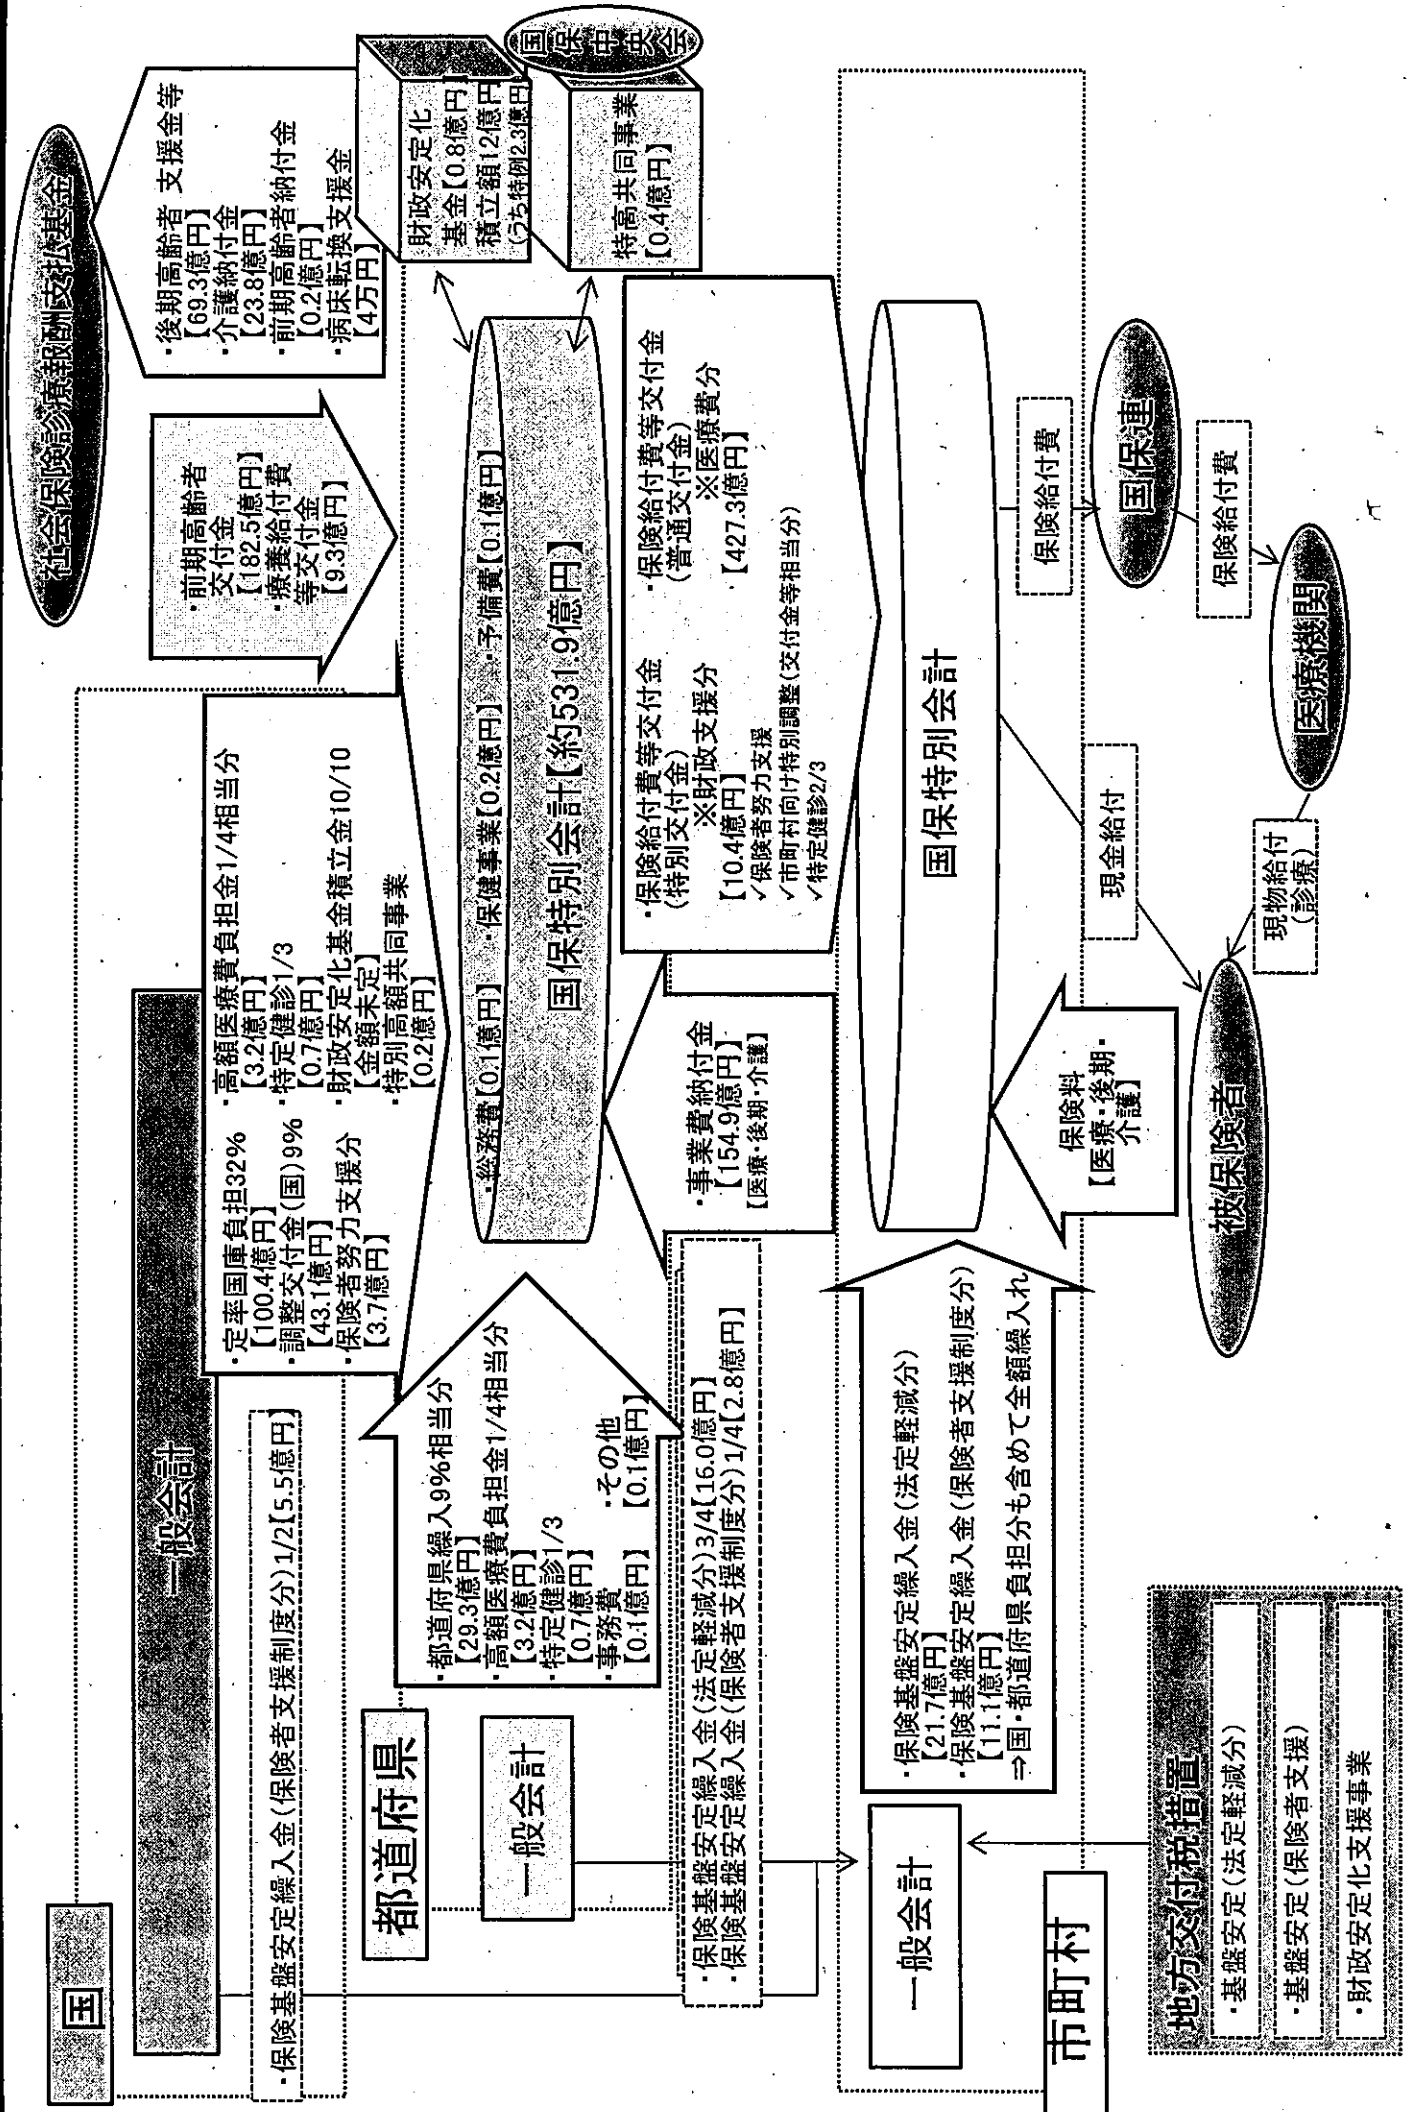 国
一般会計
・保険基盤安定繰入金(保険者支援制度分)1/2【5.5億円】
・定率国庫負担32%
【100.4億円】
・調整交付金(国)9%
【43.1億円】
・保険者努力支援分
【3.7億円】
・高額医療費負担金1/4相当分
【3.2億円】
・特定健診1/3
【0.7億円】
・財政安定化基金積立金10/10
【金額未定】
・特別高額共同事業
【0.2億円】
社会保険診療報酬支払基金
・前期高齢者
交付金
【182.5億円】
・療養給付費
等交付金
【9.3億円】
・後期高齢者 支援金等
【69.3億円】
・介護納付金
【23.8億円】
・前期高齢者納付金
【0.2億円】
・病床転換支援金
【4万円】
都道府県
一般会計
・都道府県繰入9%相当分
【29.3億円】
・高額医療費負担金1/4相当分
【3.2億円】
・特定健診1/3
【0.7億円】
・事務費
【0.1億円】
・その他
【0.1億円】
・総務費【0.1億円】・保健事業【0.2億円】・予備費【0.1億円】
国保特別会計【約531.9億円】
財政安定化
基金【0.8億円】
積立額12億円
(うち特例2.3億円)
国保中央会
特高共同事業
【0.4億円】
・保険基盤安定繰入金(法定軽減分)3/4【16.0億円】
・保険基盤安定繰入金(保険者支援制度分)1/4【2.8億円】
・事業費納付金
【154.9億円】
【医療・後期・介護】
・保険給付費等交付金
(特別交付金)
※財政支援分
【10.4億円】
✓保険者努力支援
✓市町村向け特別調整(交付金等相当分)
✓特定健診2/3
・保険給付費等交付金
(普通交付金)
※医療費分
【427.3億円】
市町村
一般会計
・保険基盤安定繰入金(法定軽減分)
【21.7億円】
・保険基盤安定繰入金(保険者支援制度分)
【11.1億円】
⇒国・都道府県負担分も含めて全額繰入れ
国保特別会計
保険料
【医療・後期・
介護】
被保険者
現金給付
現物給付
(診療)
保険給付費
国保連
保険給付費
医療機関
地方交付税措置
・基盤安定(法定軽減分)
・基盤安定(保険者支援)
・財政安定化支援事業